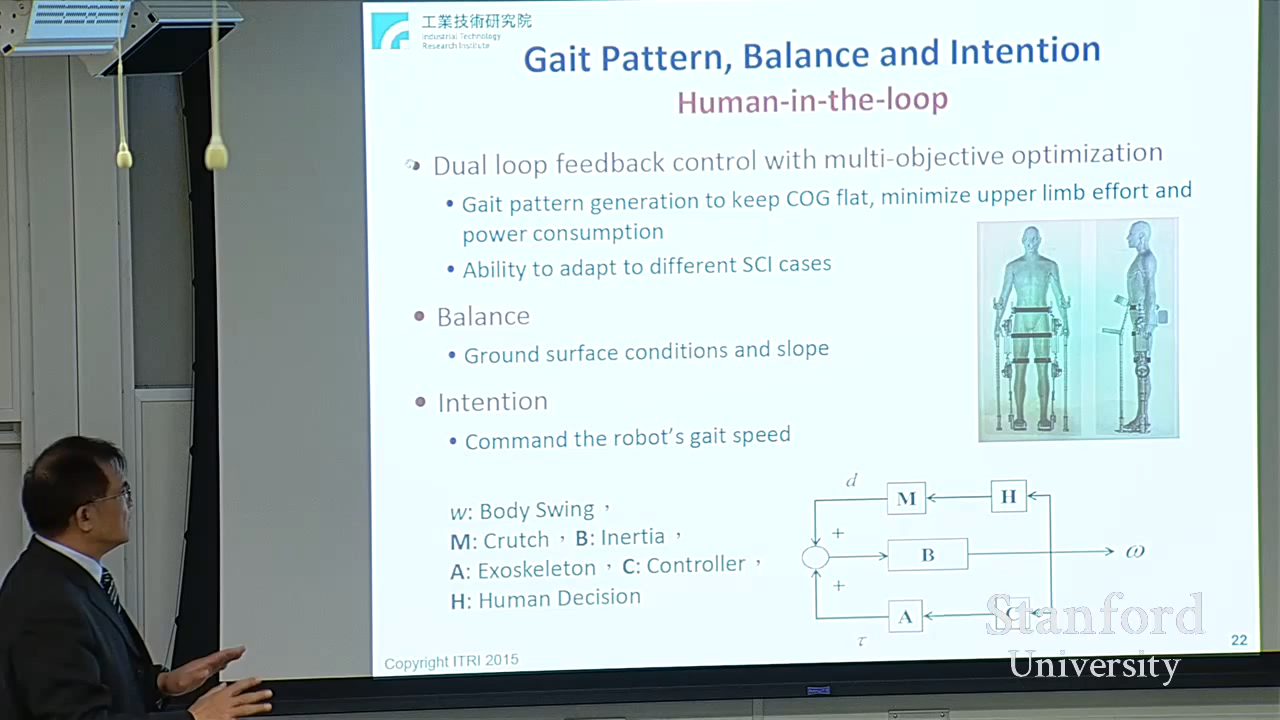 工業技術研究院
Industrial Technology
Research Institute
Gait Pattern, Balance and Intention
Human-in-the-loop
Dual loop feedback control with multi-objective optimization
• Gait pattern generation to keep COG flat, minimize upper limb effort and
power consumption
• Ability to adapt to different SCI cases
• Balance
• Ground surface conditions and slope
• Intention
• Command the robot's gait speed
w: Body Swing，
M: Crutch，B: Inertia，
A: Exoskeleton，C: Controller，
H: Human Decision
d
M
H
+
B
ω
+
A
C
τ
Stanford
University
22
Copyright ITRI 2015